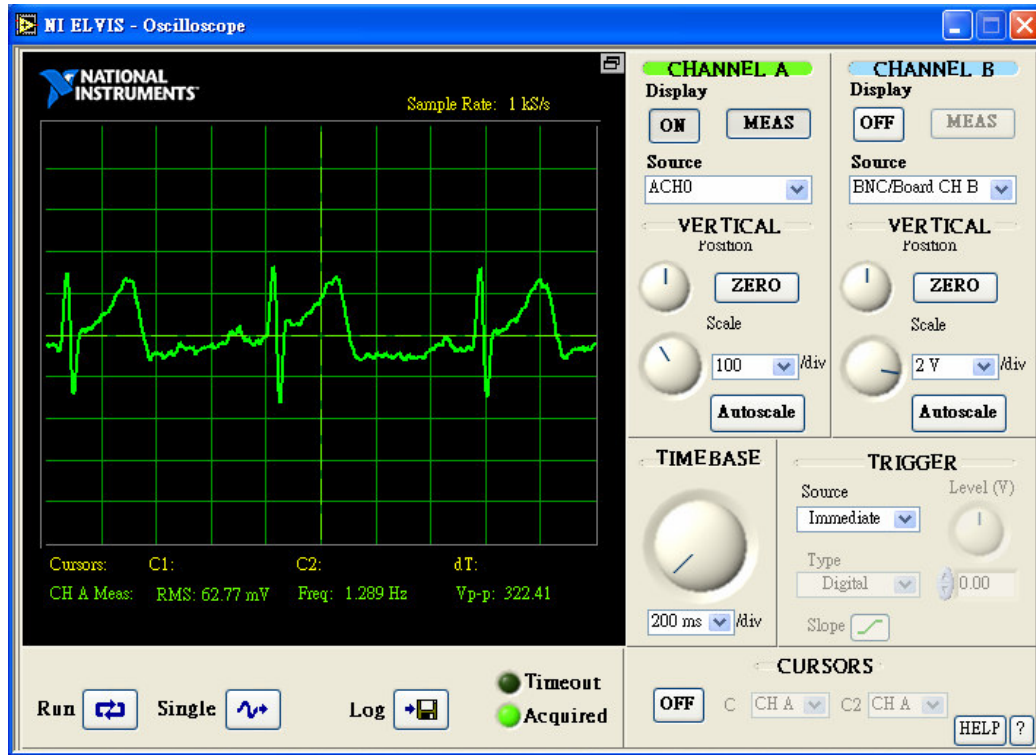 NI ELVIS - Oscilloscope
NATIONAL
INSTRUMENTS
Sample Rate: 1 kS/s
Cursors: C1: C2: dT:
CH A Meas: RMS: 62.77 mV Freq: 1.289 Hz Vp-p: 322.41
Run Single Log
Timeout
Acquired
CHANNEL A
Display
ON MEAS
Source
ACH0
VERTICAL
Position
ZERO
Scale
100 /div
Autoscale
CHANNEL B
Display
OFF MEAS
Source
BNC/Board CH B
VERTICAL
Position
ZERO
Scale
2 V /div
Autoscale
TIMEBASE
200 ms /div
TRIGGER
Source Level (V)
Immediate
Type
Digital 0.00
Slope
CURSORS
OFF C CH A C2 CH A
HELP ?